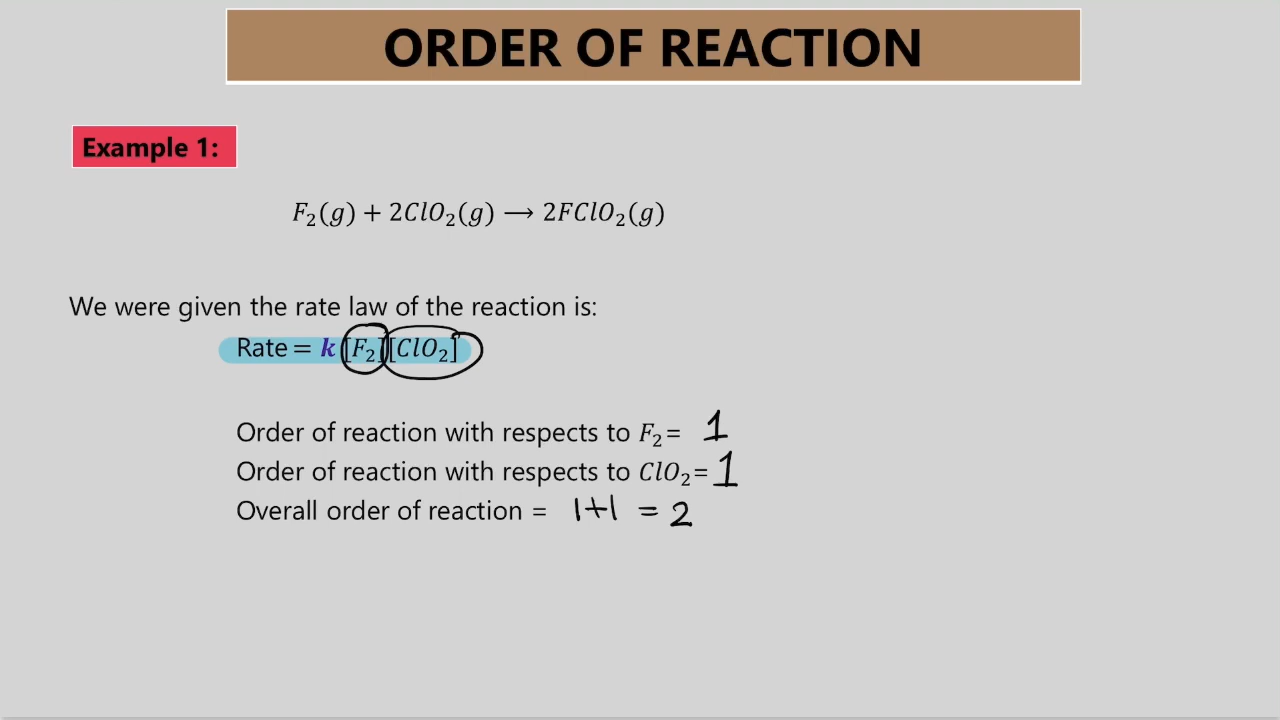 ORDER OF REACTION
Example 1:
F₂(g) + 2ClO₂(g) ⟶ 2FClO₂(g)
We were given the rate law of the reaction is:
Rate = k[F₂][ClO₂]
Order of reaction with respects to F₂= 1
Order of reaction with respects to ClO₂= 1
Overall order of reaction = 1+1 = 2